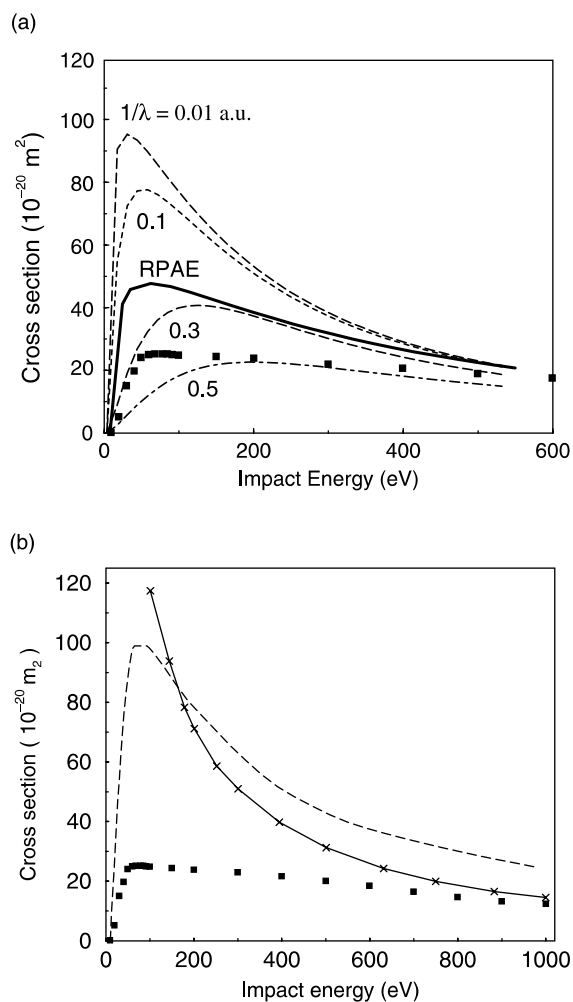 (a)
120
100
80
60
40
20
0
Cross section (10⁻²⁰ m²)
1/λ = 0.01 a.u.
0.1
RPAE
0.3
0.5
0 200 400 600
Impact Energy (eV)
(b)
120
100
80
60
40
20
0
Cross section ( 10⁻²⁰ m₂)
0 200 400 600 800 1000
Impact energy (eV)